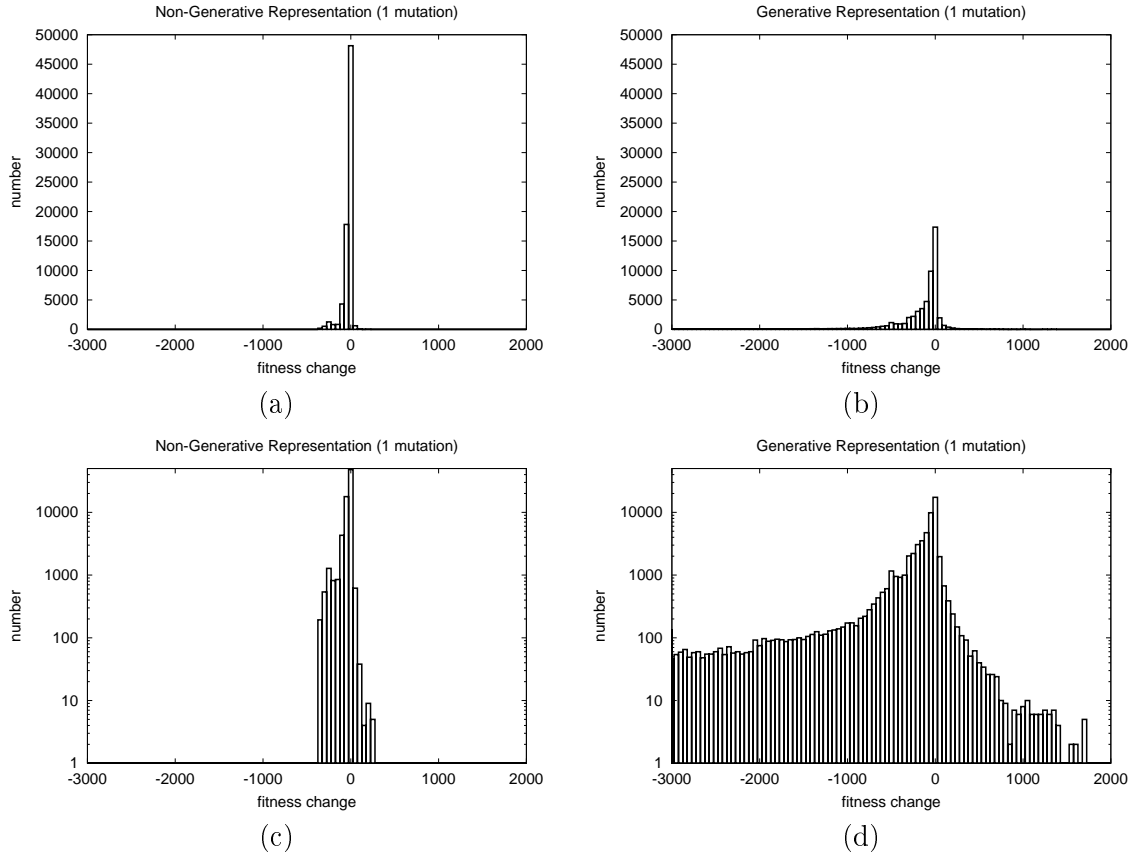 Non-Generative Representation (1 mutation)
50000
45000
40000
35000
30000
25000
20000
15000
10000
5000
0
number
-3000 -2000 -1000 0 1000 2000
fitness change
(a)
Generative Representation (1 mutation)
50000
45000
40000
35000
30000
25000
20000
15000
10000
5000
0
number
-3000 -2000 -1000 0 1000 2000
fitness change
(b)
Non-Generative Representation (1 mutation)
10000
1000
100
10
1
number
-3000 -2000 -1000 0 1000 2000
fitness change
(c)
Generative Representation (1 mutation)
10000
1000
100
10
1
number
-3000 -2000 -1000 0 1000 2000
fitness change
(d)